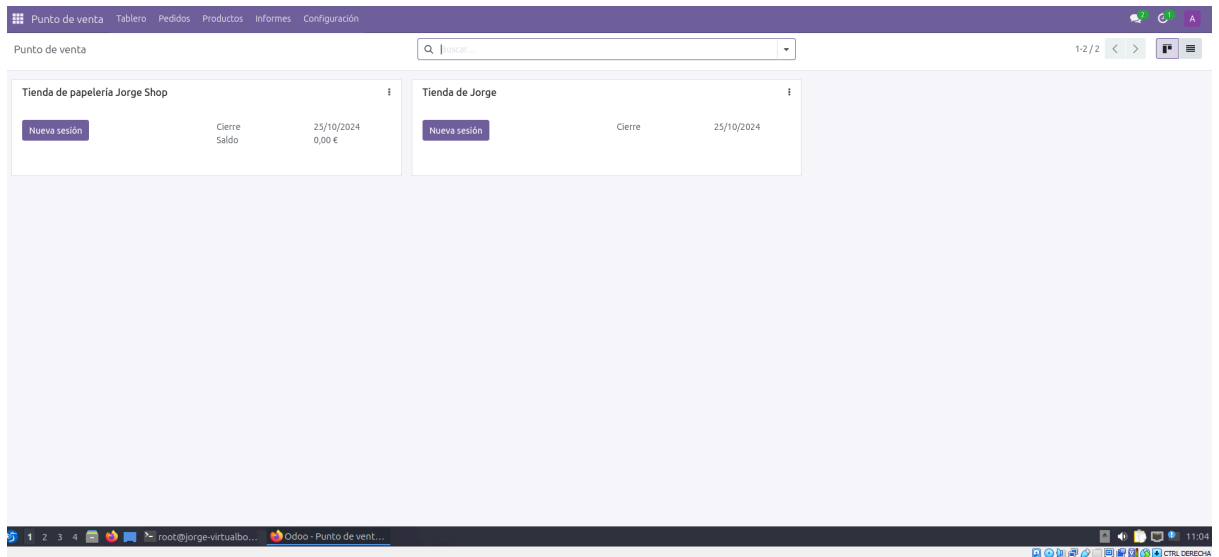 Punto de venta Tablero Pedidos Productos Informes Configuración 2 1 A
Punto de venta Buscar... 1-2 / 2
Tienda de papelería Jorge Shop
Nueva sesión Cierre 25/10/2024
Saldo 0,00 €
Tienda de Jorge
Nueva sesión Cierre 25/10/2024
1 2 3 4 root@jorge-virtualbo... Odoo - Punto de vent... 11:04
CTRL DERECHA